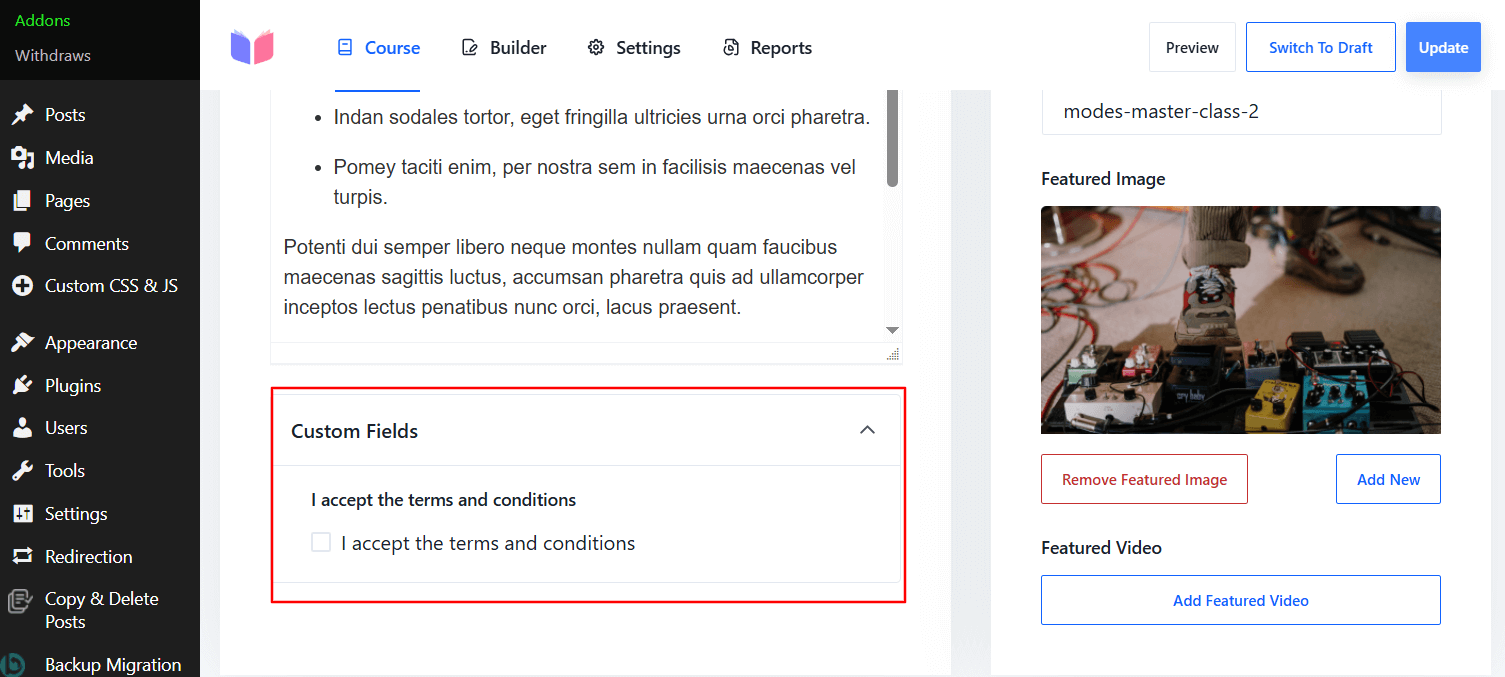 Addons
Withdraws
Posts
Media
Pages
Comments
Custom CSS & JS
Appearance
Plugins
Users
Tools
Settings
Redirection
Copy & Delete
Posts
Backup Migration
Course
Builder
Settings
Reports
Preview
Switch To Draft
Update
Indan sodales tortor, eget fringilla ultricies urna orci pharetra.
Pomey taciti enim, per nostra sem in facilisis maecenas vel
turpis.
Potenti dui semper libero neque montes nullam quam faucibus
maecenas sagittis luctus, accumsan pharetra quis ad ullamcorper
inceptos lectus penatibus nunc orci, lacus praesent.
Custom Fields
I accept the terms and conditions
I accept the terms and conditions
modes-master-class-2
Featured Image
cry baby
Remove Featured Image
Add New
Featured Video
Add Featured Video